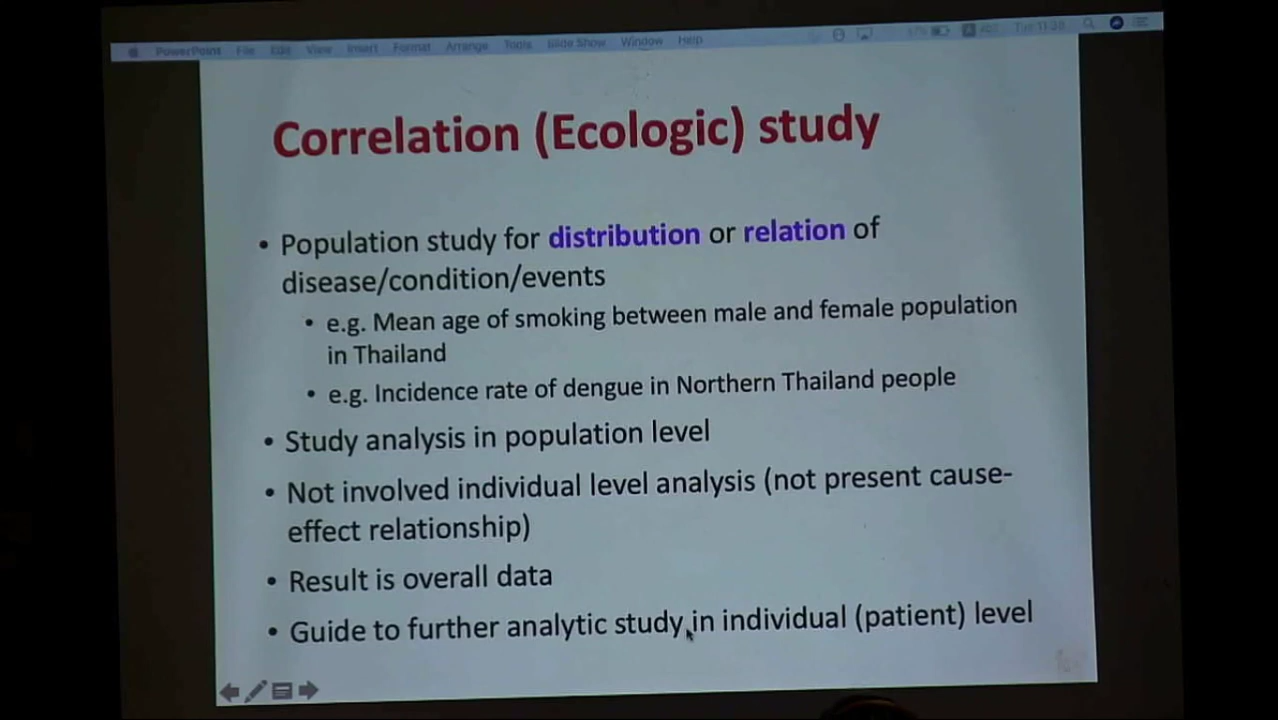 PowerPoint File Edit View Insert Format Arrange Tools Slide Show Window Help
Correlation (Ecologic) study
• Population study for distribution or relation of
disease/condition/events
• e.g. Mean age of smoking between male and female population
in Thailand
• e.g. Incidence rate of dengue in Northern Thailand people
• Study analysis in population level
• Not involved individual level analysis (not present cause-
effect relationship)
• Result is overall data
• Guide to further analytic study in individual (patient) level